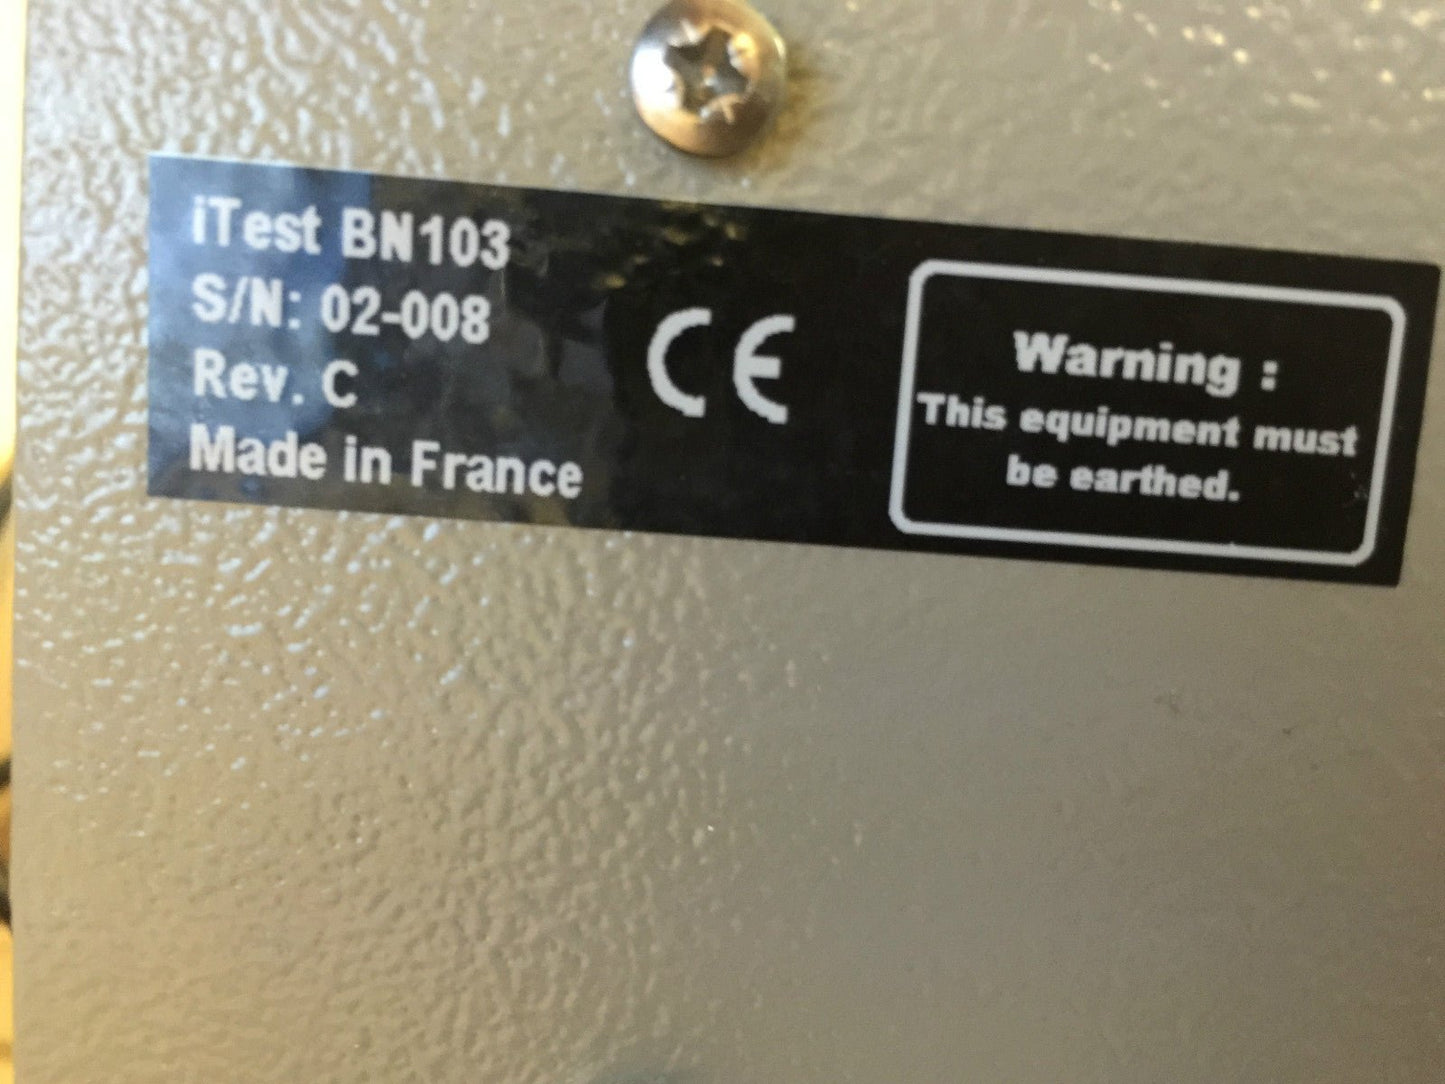 iTest BN103
S/N: 02-008
Rev. C
Made in France
CE
Warning :
This equipment must
be earthed.